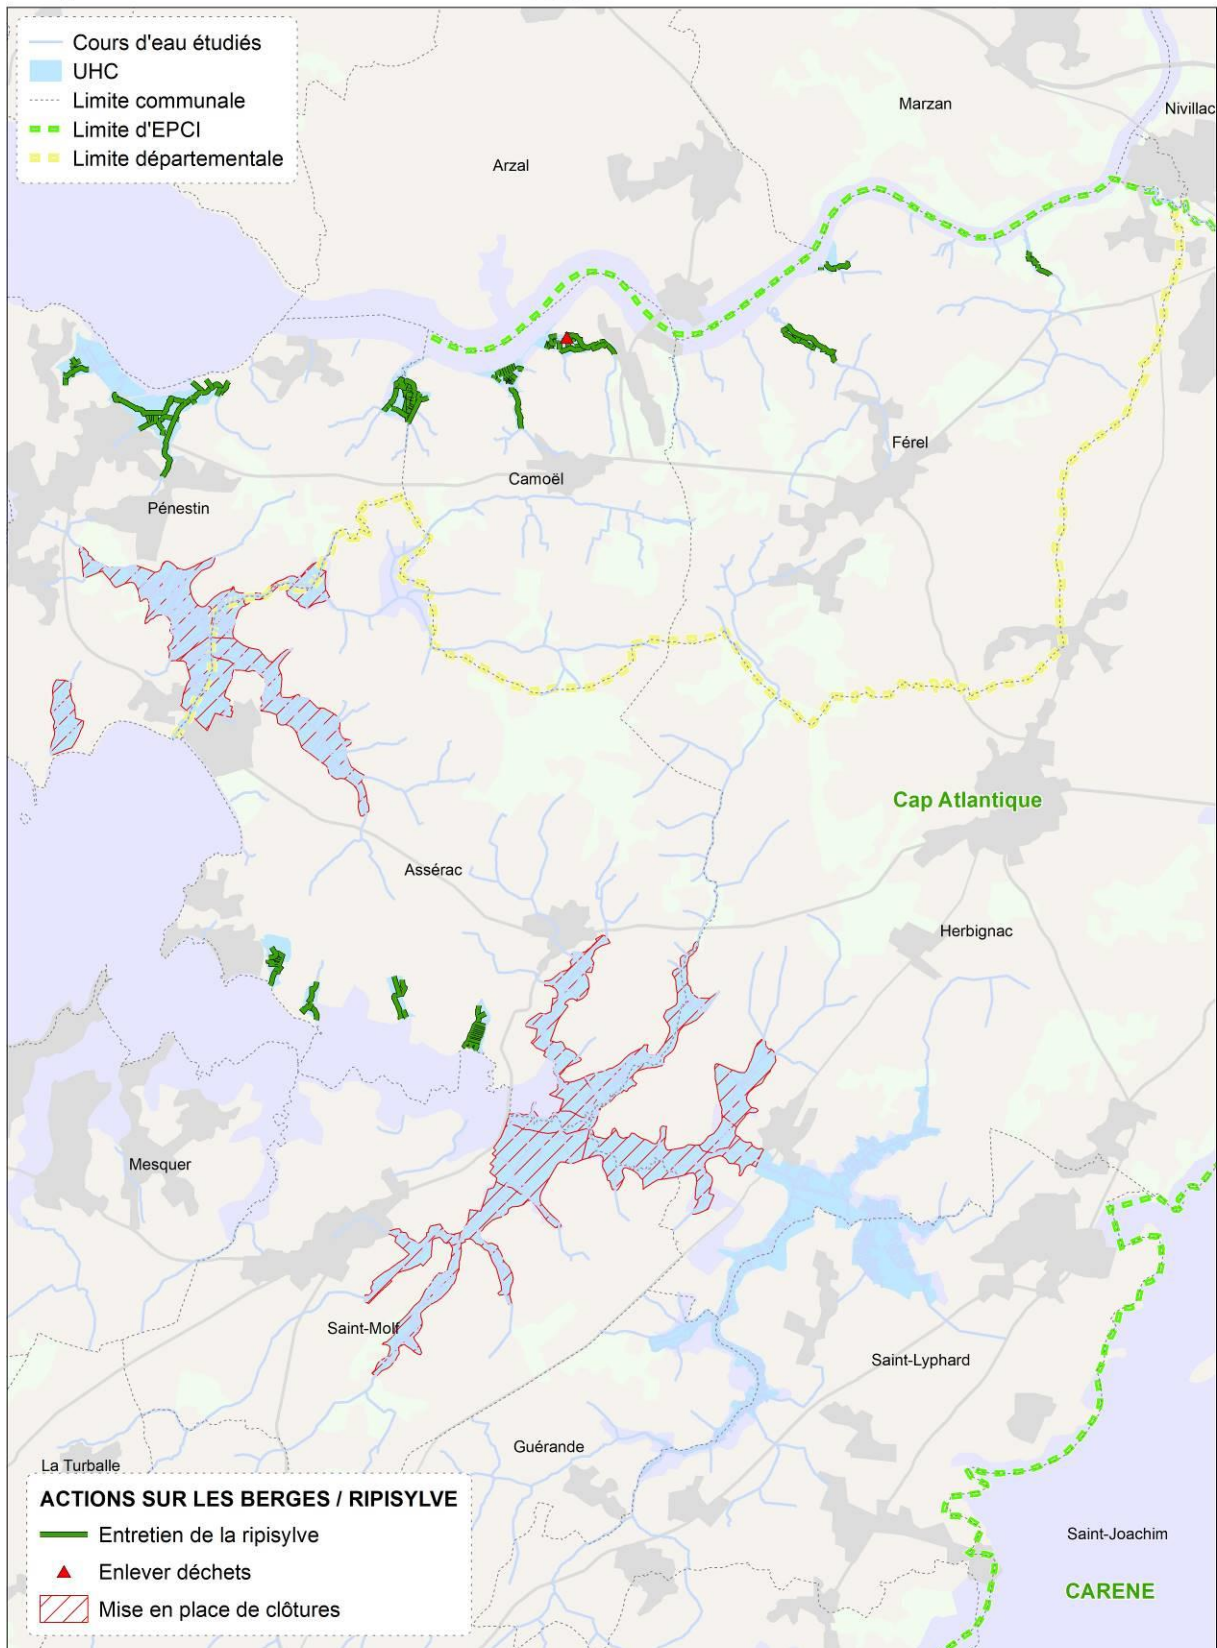 Cours d'eau étudiés
UHC
Limite communale
Limite d'EPCI
Limite départementale
Marzan
Nivillac
Arzal
Férel
Camoël
Pénestin
Cap Atlantique
Assérac
Herbignac
Mesquer
Saint-Molf
Saint-Lyphard
Guérande
La Turballe
ACTIONS SUR LES BERGES / RIPISYLVE
Entretien de la ripisylve
Enlever déchets
Mise en place de clôtures
Saint-Joachim
CARENE